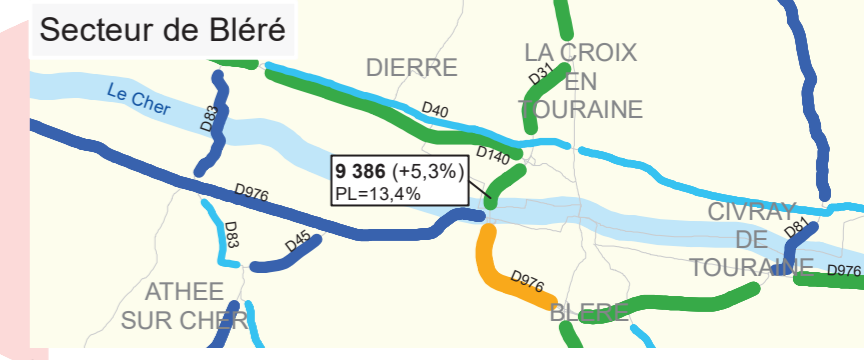 Secteur de Bléré
DIERRE
LA CROIX
EN
TOURAINE
D31
Le Cher
D83
D40
D140
9 386 (+5,3%)
PL=13,4%
D976
D83
D45
CIVRAY
DE
TOURAINE
D81
D976
D976
ATHEE
SUR CHER
BLERE